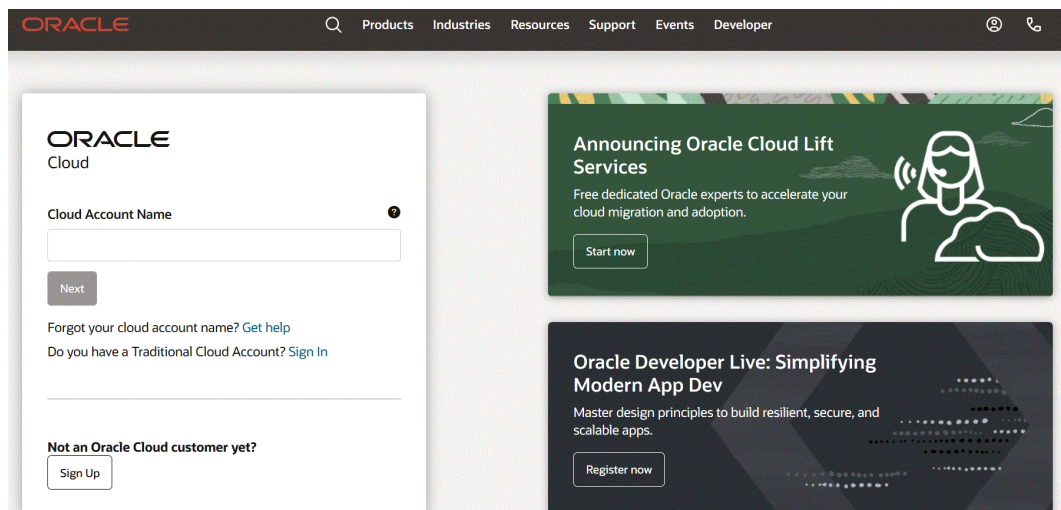 ORACLE
Products Industries Resources Support Events Developer
ORACLE
Cloud
Cloud Account Name
?
Next
Forgot your cloud account name? Get help
Do you have a Traditional Cloud Account? Sign In
Not an Oracle Cloud customer yet?
Sign Up
Announcing Oracle Cloud Lift
Services
Free dedicated Oracle experts to accelerate your
cloud migration and adoption.
Start now
Oracle Developer Live: Simplifying
Modern App Dev
Master design principles to build resilient, secure, and
scalable apps.
Register now